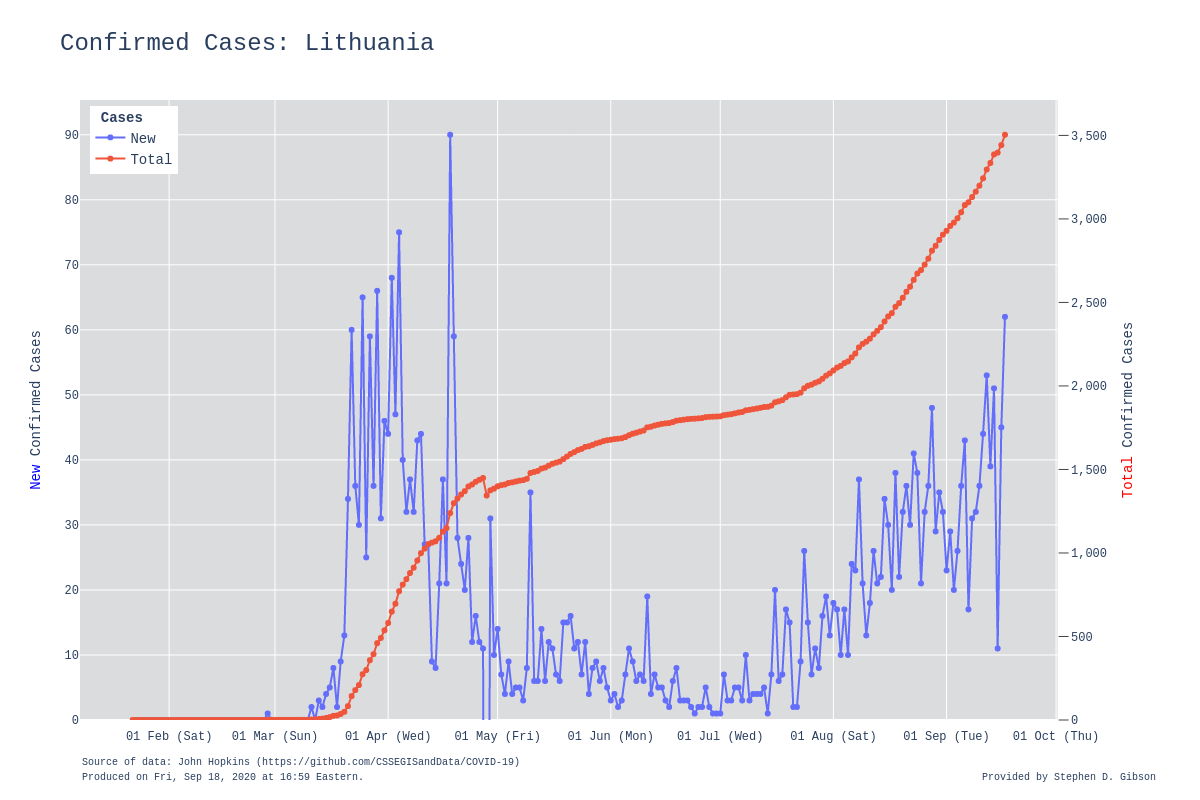 Confirmed Cases: Lithuania
Cases
New
Total
90
80
70
60
50
40
30
20
10
0
3,500
3,000
2,500
2,000
1,500
1,000
500
0
New Confirmed Cases
Total Confirmed Cases
01 Feb (Sat) 01 Mar (Sun) 01 Apr (Wed) 01 May (Fri) 01 Jun (Mon) 01 Jul (Wed) 01 Aug (Sat) 01 Sep (Tue) 01 Oct (Thu)
Source of data: John Hopkins (https://github.com/CSSEGISandData/COVID-19)
Produced on Fri, Sep 18, 2020 at 16:59 Eastern.
Provided by Stephen D. Gibson